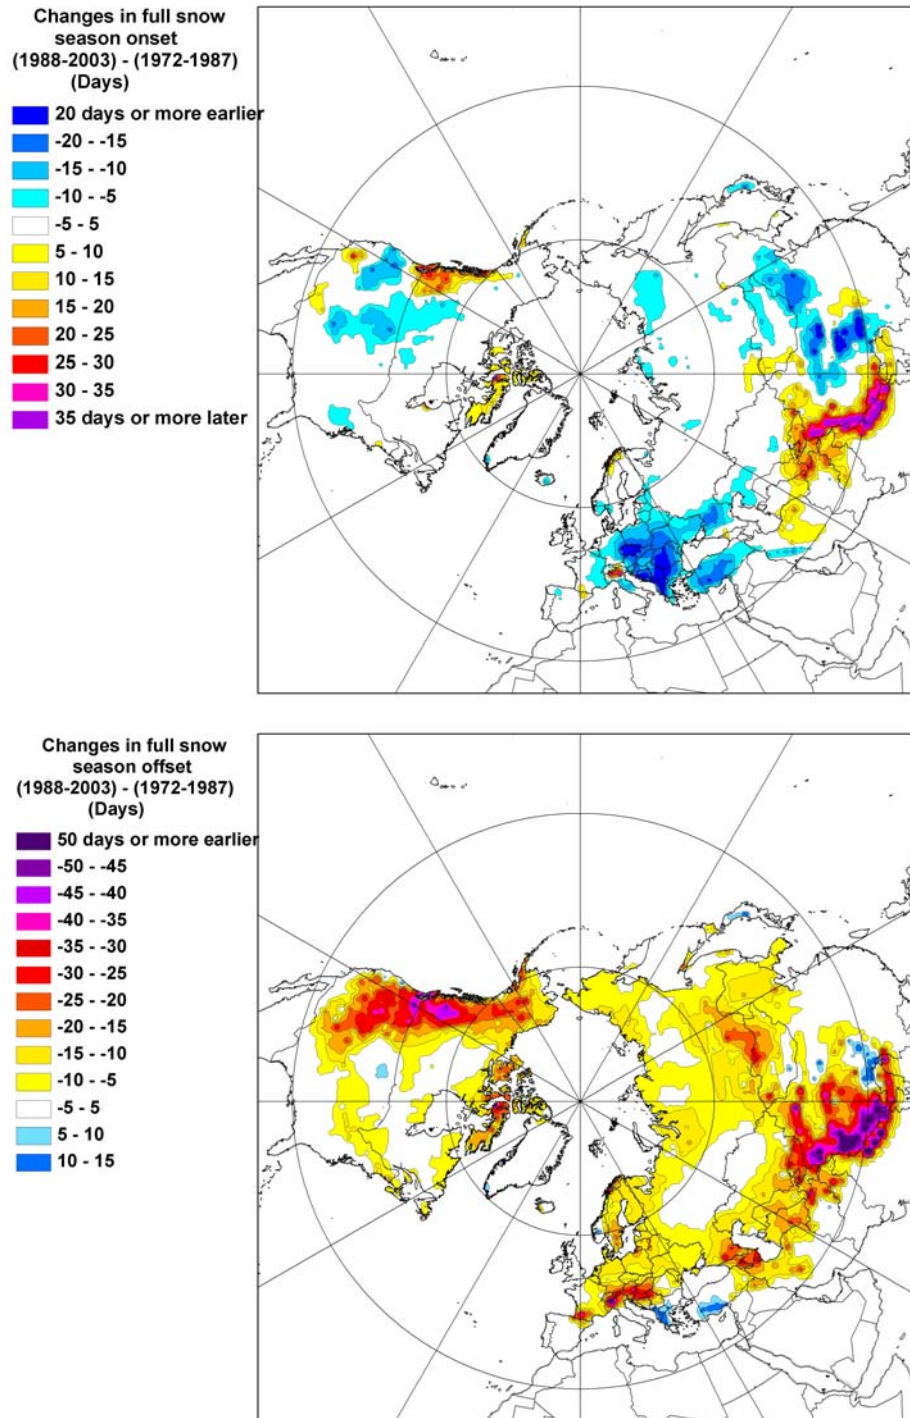 Changes in full snow
season onset
(1988-2003) - (1972-1987)
(Days)
20 days or more earlier
-20 - -15
-15 - -10
-10 - -5
-5 - 5
5 - 10
10 - 15
15 - 20
20 - 25
25 - 30
30 - 35
35 days or more later
Changes in full snow
season offset
(1988-2003) - (1972-1987)
(Days)
50 days or more earlier
-50 - -45
-45 - -40
-40 - -35
-35 - -30
-30 - -25
-25 - -20
-20 - -15
-15 - -10
-10 - -5
-5 - 5
5 - 10
10 - 15